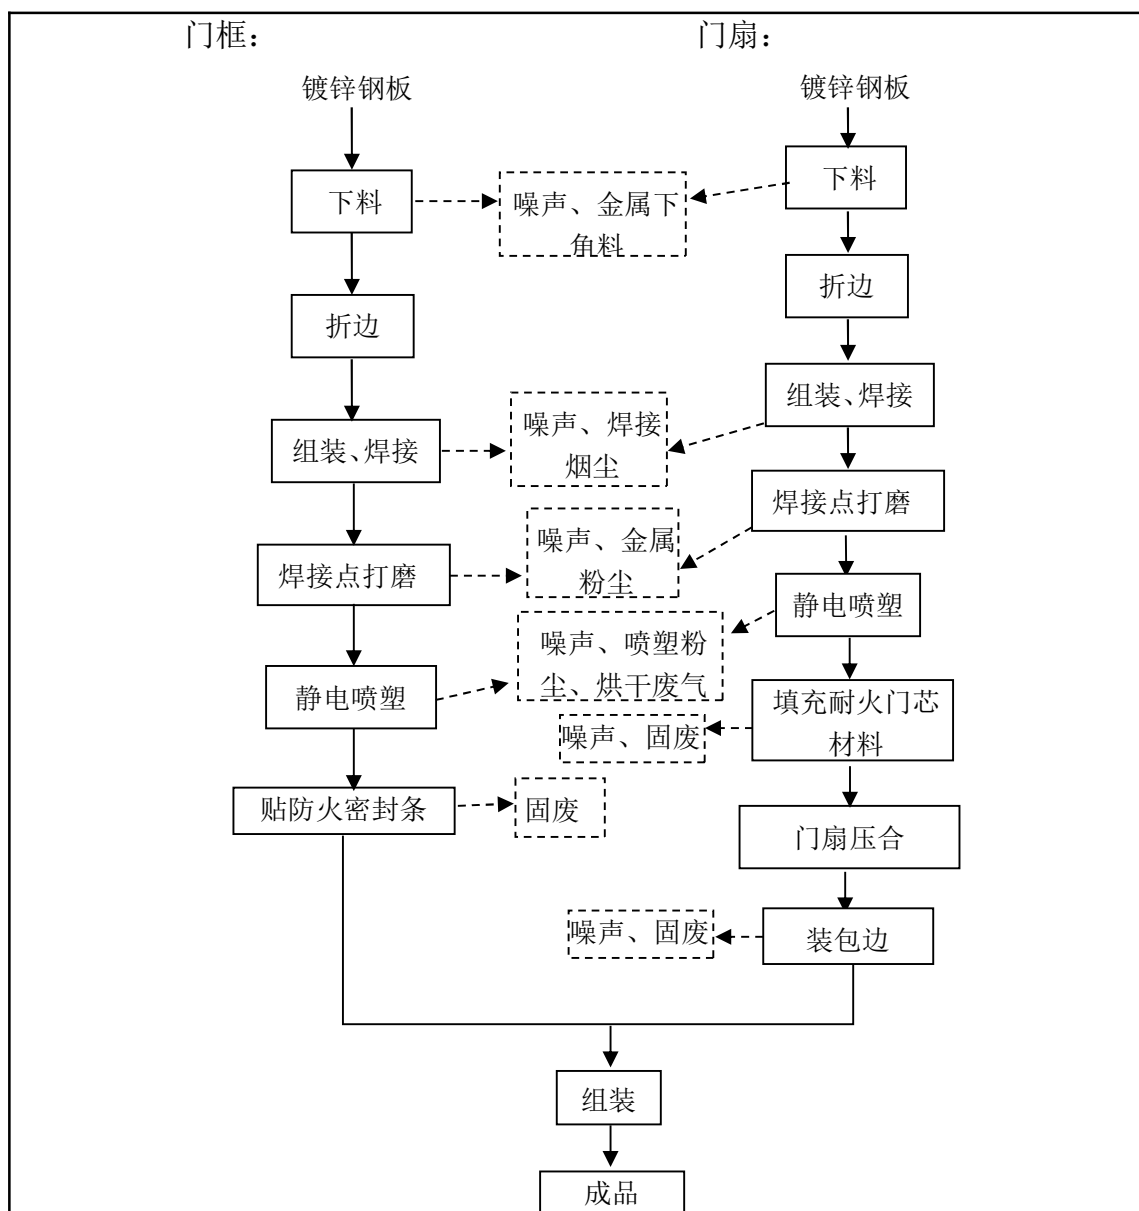 门框：
门扇：
镀锌钢板
镀锌钢板
下料
噪声、金属下
角料
下料
折边
折边
组装、焊接
噪声、焊接
烟尘
组装、焊接
焊接点打磨
噪声、金属
粉尘
焊接点打磨
静电喷塑
噪声、喷塑粉
尘、烘干废气
静电喷塑
噪声、固废
填充耐火门芯
材料
贴防火密封条
固废
门扇压合
噪声、固废
装包边
组装
成品